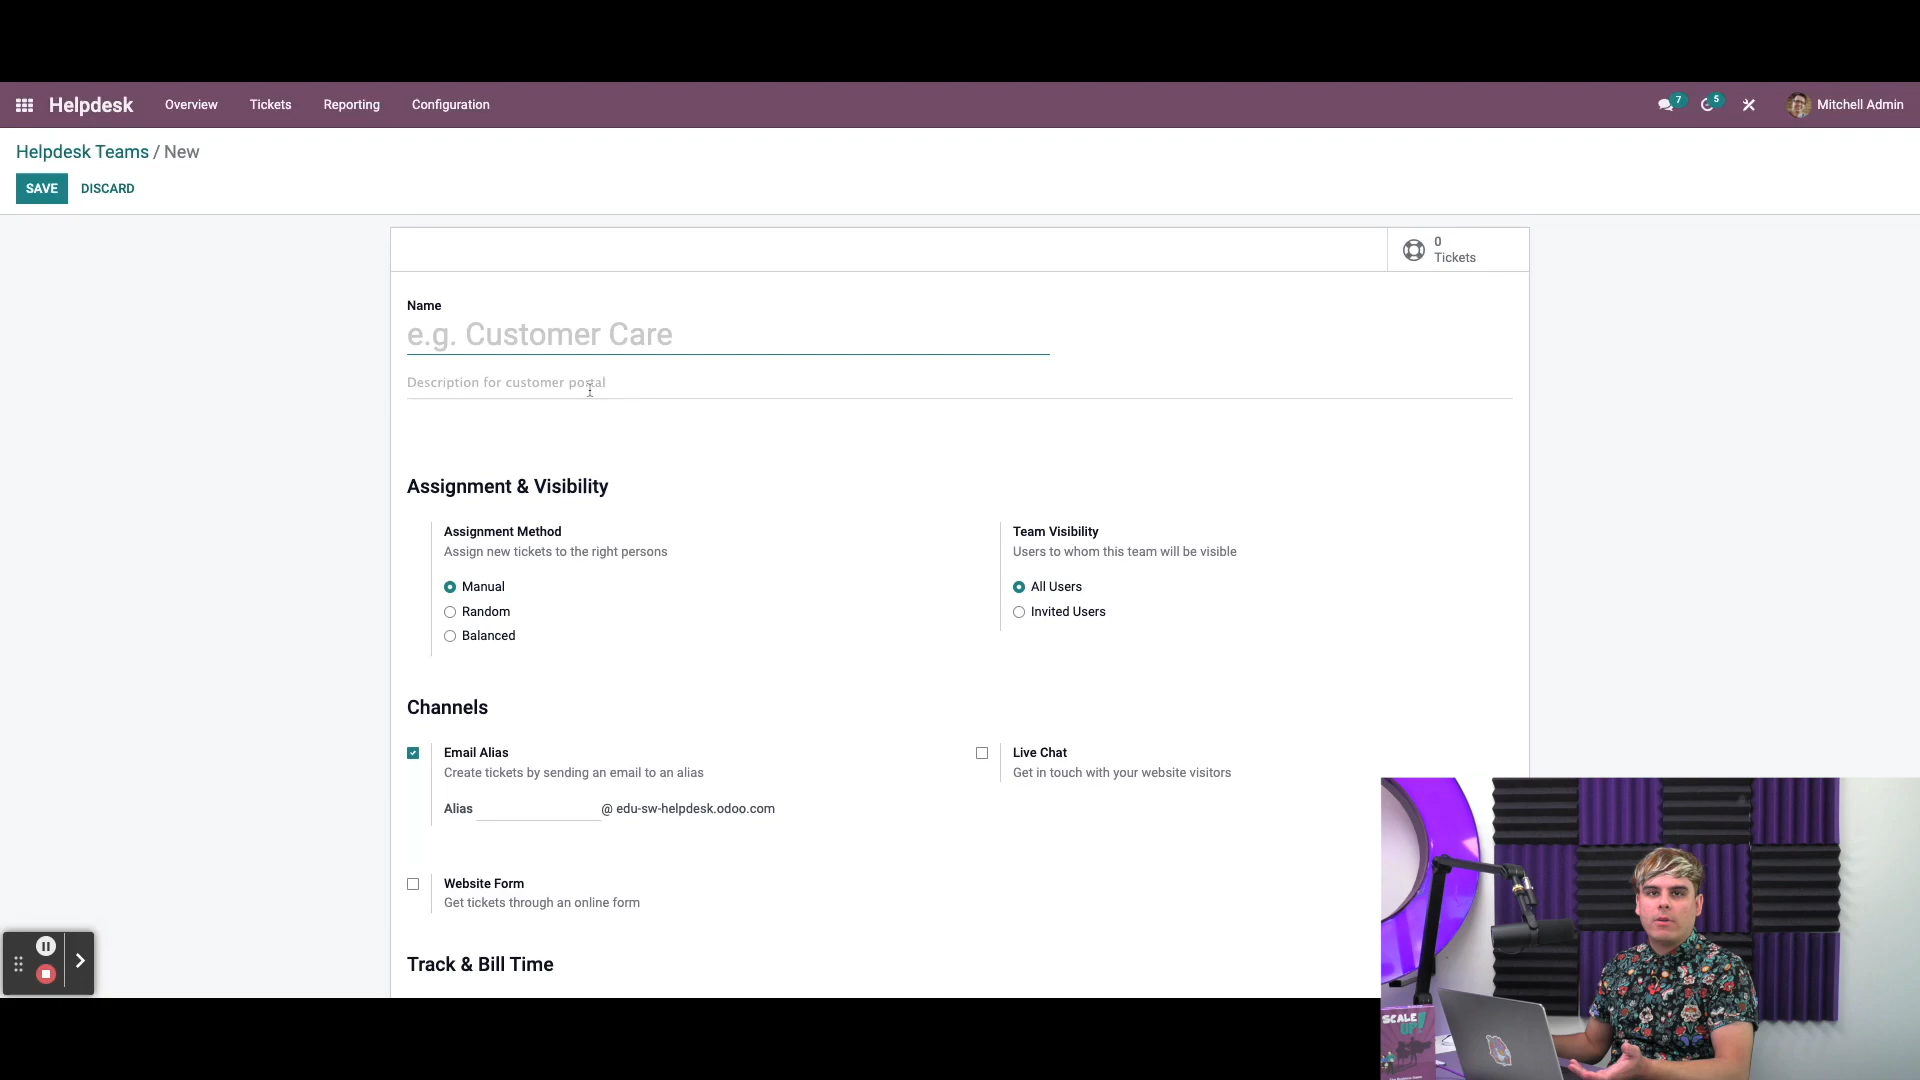 Helpdesk Overview Tickets Reporting Configuration 7 5 Mitchell Admin
Helpdesk Teams / New
SAVE DISCARD
0
Tickets
Name
e.g. Customer Care
Description for customer portal
Assignment & Visibility
Assignment Method
Assign new tickets to the right persons
Manual
Random
Balanced
Team Visibility
Users to whom this team will be visible
All Users
Invited Users
Channels
Email Alias
Create tickets by sending an email to an alias
Alias @ edu-sw-helpdesk.odoo.com
Live Chat
Get in touch with your website visitors
Website Form
Get tickets through an online form
Track & Bill Time
SCALE
UP!